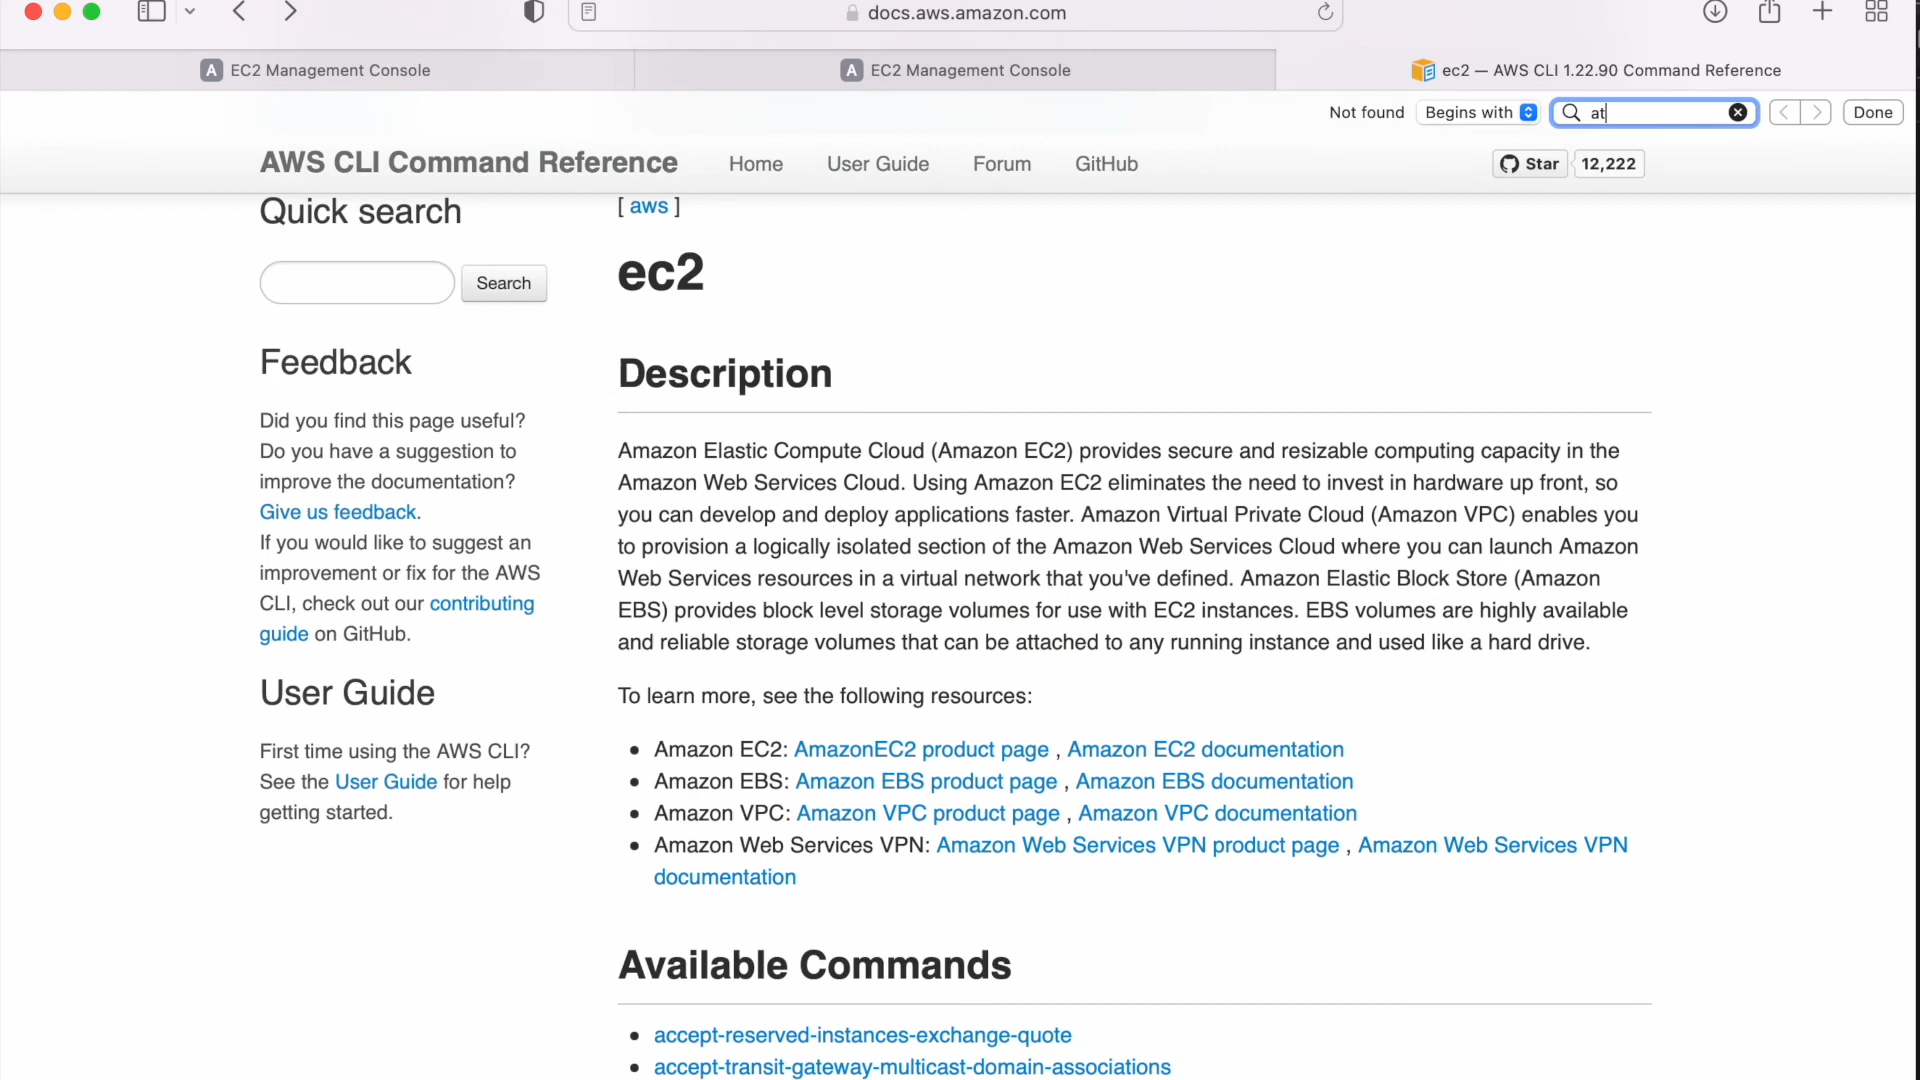 docs.aws.amazon.com
A EC2 Management Console
A EC2 Management Console
ec2 — AWS CLI 1.22.90 Command Reference
Not found Begins with at Done
AWS CLI Command Reference Home User Guide Forum GitHub Star 12,222
Quick search
Search
Feedback
Did you find this page useful?
Do you have a suggestion to
improve the documentation?
Give us feedback.
If you would like to suggest an
improvement or fix for the AWS
CLI, check out our contributing
guide on GitHub.
User Guide
First time using the AWS CLI?
See the User Guide for help
getting started.
[ aws ]
ec2
Description
Amazon Elastic Compute Cloud (Amazon EC2) provides secure and resizable computing capacity in the
Amazon Web Services Cloud. Using Amazon EC2 eliminates the need to invest in hardware up front, so
you can develop and deploy applications faster. Amazon Virtual Private Cloud (Amazon VPC) enables you
to provision a logically isolated section of the Amazon Web Services Cloud where you can launch Amazon
Web Services resources in a virtual network that you've defined. Amazon Elastic Block Store (Amazon
EBS) provides block level storage volumes for use with EC2 instances. EBS volumes are highly available
and reliable storage volumes that can be attached to any running instance and used like a hard drive.
To learn more, see the following resources:
• Amazon EC2: AmazonEC2 product page , Amazon EC2 documentation
• Amazon EBS: Amazon EBS product page , Amazon EBS documentation
• Amazon VPC: Amazon VPC product page , Amazon VPC documentation
• Amazon Web Services VPN: Amazon Web Services VPN product page , Amazon Web Services VPN
documentation
Available Commands
• accept-reserved-instances-exchange-quote
• accept-transit-gateway-multicast-domain-associations